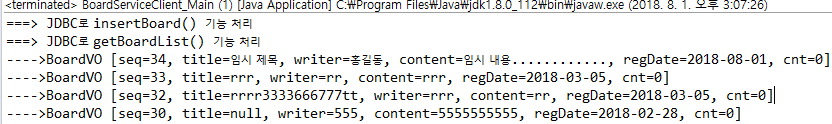 <terminated> BoardServiceClient_Main (1) [Java Application] C:\Program Files\Java\jdk1.8.0_112\bin\javaw.exe (2018. 8. 1. 오후 3:07:26)
===> JDBC로 insertBoard() 기능 처리
===> JDBC로 getBoardList() 기능 처리
---->BoardVO [seq=34, title=임시 제목, writer=홍길동, content=임시 내용............, regDate=2018-08-01, cnt=0]
---->BoardVO [seq=33, title=rrr, writer=rr, content=rrr, regDate=2018-03-05, cnt=0]
---->BoardVO [seq=32, title=rrrr3333666777tt, writer=rrr, content=rr, regDate=2018-03-05, cnt=0]
---->BoardVO [seq=30, title=null, writer=555, content=5555555555, regDate=2018-02-28, cnt=0]